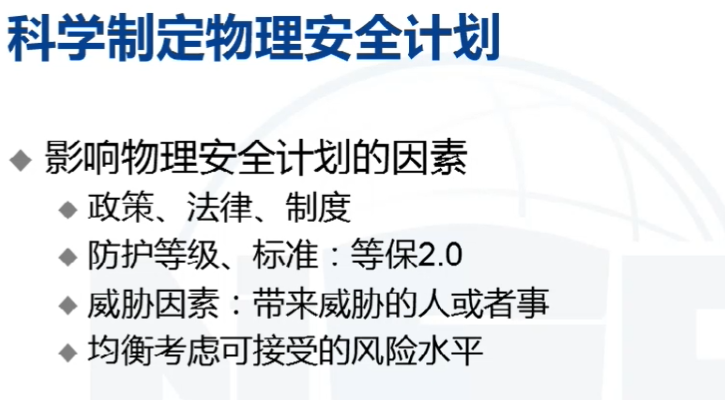 科学制定物理安全计划
影响物理安全计划的因素
政策、法律、制度
防护等级、标准：等保2.0
威胁因素：带来威胁的人或者事
均衡考虑可接受的风险水平